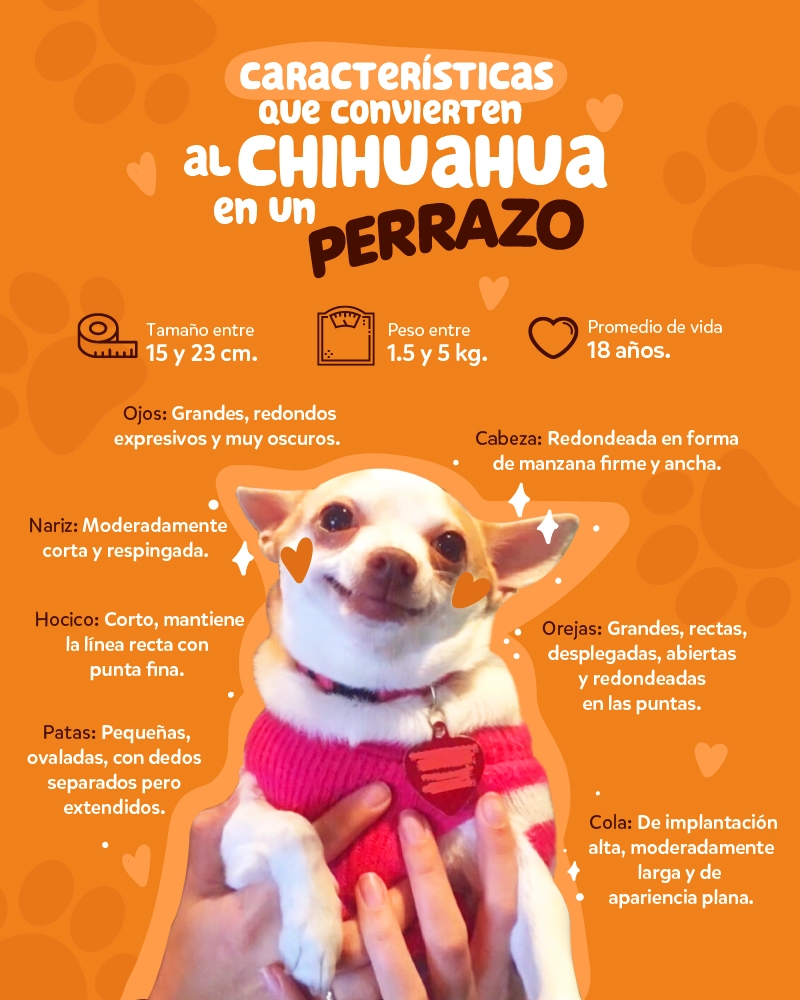 CARACTERÍSTICAS
QUE CONVIERTEN
AL CHIHUAHUA
en un PERRAZO
Tamaño entre
15 y 23 cm.
Peso entre
1.5 y 5 kg.
Promedio de vida
18 años.
Ojos: Grandes, redondos
expresivos y muy oscuros.
Cabeza: Redondeada en forma
de manzana firme y ancha.
Nariz: Moderadamente
corta y respingada.
Hocico: Corto, mantiene
la línea recta con
punta fina.
Orejas: Grandes, rectas,
desplegadas, abiertas
y redondeadas
en las puntas.
Patas: Pequeñas,
ovaladas, con dedos
separados pero
extendidos.
Cola: De implantación
alta, moderadamente
larga y de
apariencia plana.